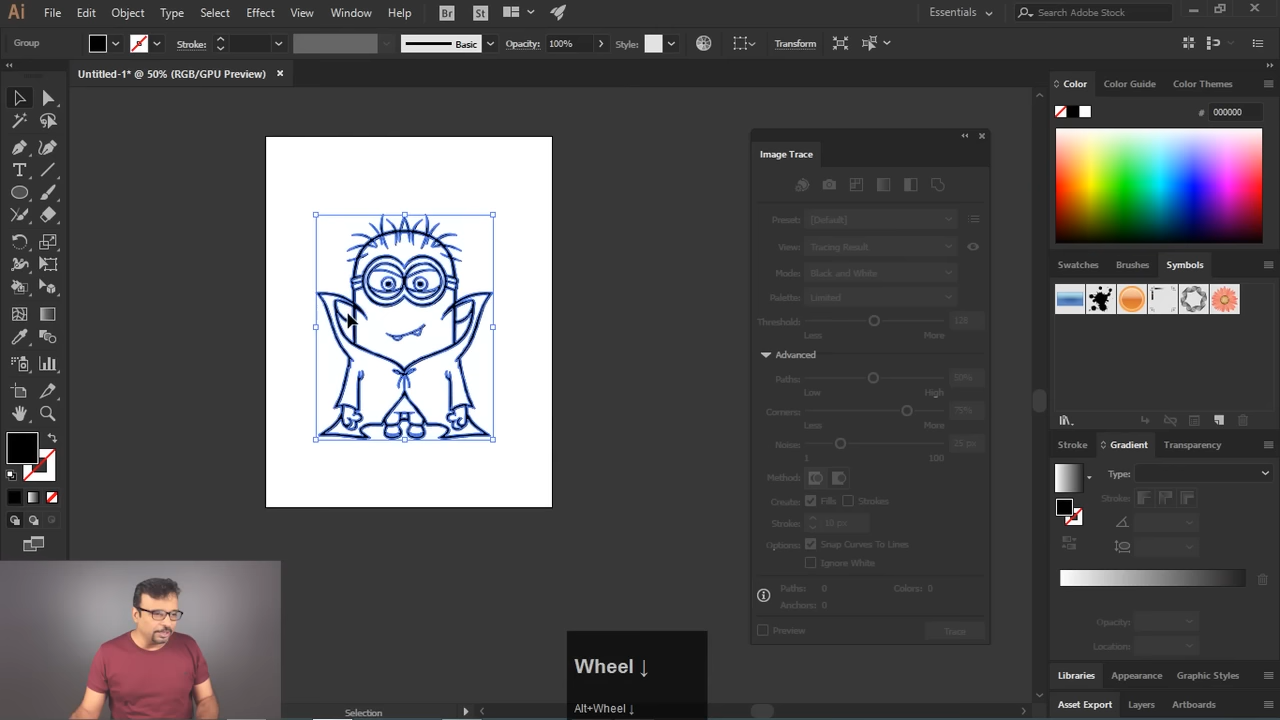 Ai File Edit Object Type Select Effect View Window Help Br St Essentials Search Adobe Stock
Group Stroke: Basic Opacity: 100% Style: Transform
Untitled-1* @ 50% (RGB/GPU Preview) ×
Color Color Guide Color Themes
# 000000
Image Trace
Preset: [Default]
View: Tracing Result
Mode: Black and White
Palette: Limited
Threshold: 128
Less More
Advanced
Paths: 50%
Low High
Corners: 75%
Less More
Noise: 25 px
1 100
Method:
Create: Fills Strokes
Stroke: 10 px
Options: Snap Curves To Lines
Ignore White
Paths: 0 Colors: 0
Anchors: 0
Preview Trace
Swatches Brushes Symbols
Stroke Gradient Transparency
Type:
Stroke:
Opacity:
Location:
Libraries Appearance Graphic Styles
Asset Export Layers Artboards
Wheel ↓
Alt+Wheel ↓
Selection